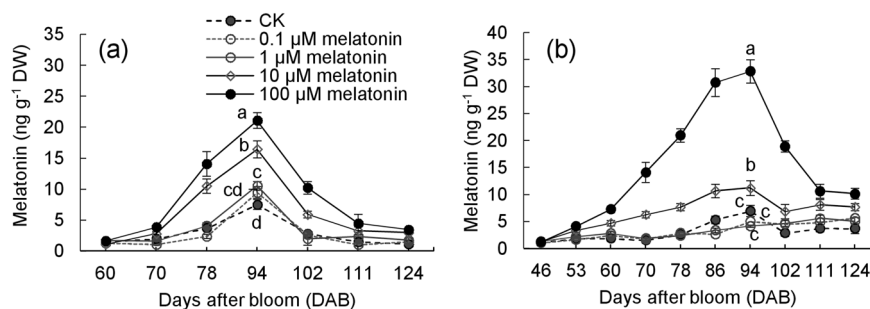 (a)
CK
0.1 µM melatonin
1 µM melatonin
10 µM melatonin
100 µM melatonin
Melatonin (ng g⁻¹ DW)
35
30
25
20
15
10
5
0
a
b
c
cd
d
60 70 78 94 102 111 124
Days after bloom (DAB)
(b)
Melatonin (ng g⁻¹ DW)
40
35
30
25
20
15
10
5
0
a
b
c
c
c
46 53 60 70 78 86 94 102 111 124
Days after bloom (DAB)